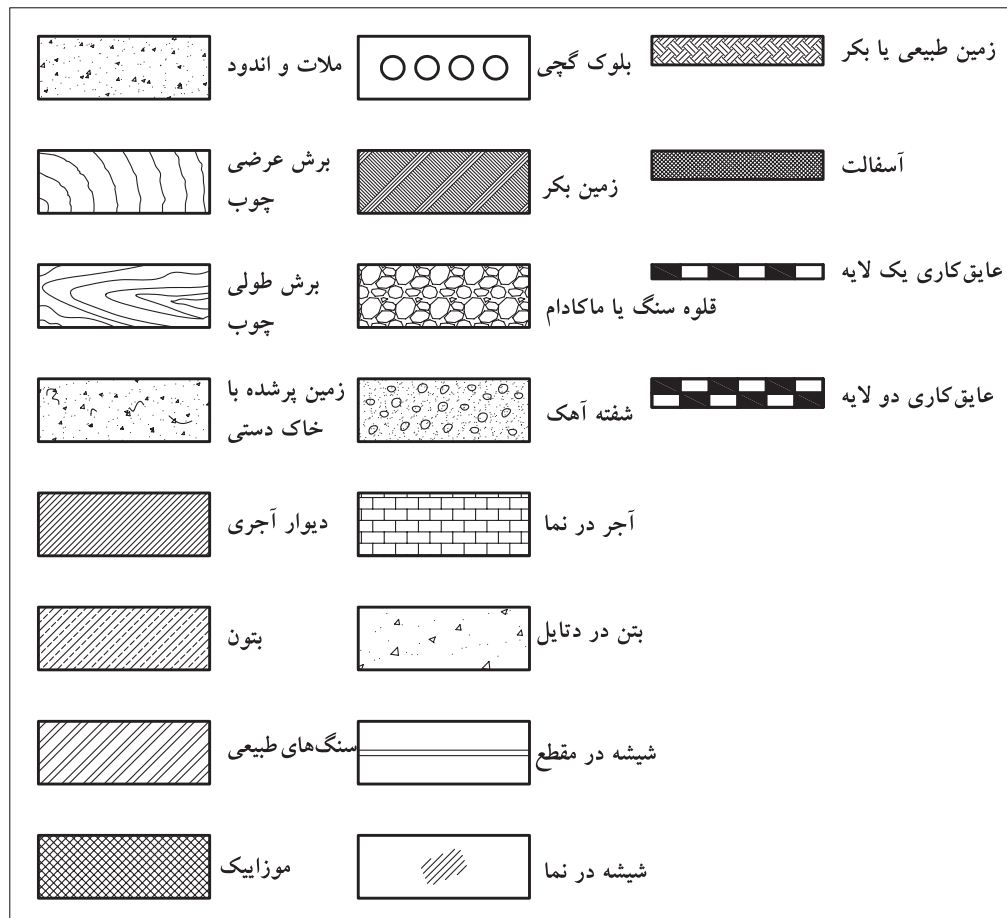 زمین طبیعی یا بکر
آسفالت
عایق‌کاری یک لایه
عایق‌کاری دو لایه
بلوک گچی
زمین بکر
قلوه سنگ یا ماکادام
شفته آهک
آجر در نما
بتن در دتایل
شیشه در مقطع
شیشه در نما
ملات و اندود
برش عرضی
چوب
برش طولی
چوب
زمین پرشده با
خاک دستی
دیوار آجری
بتون
سنگ‌های طبیعی
موزاییک